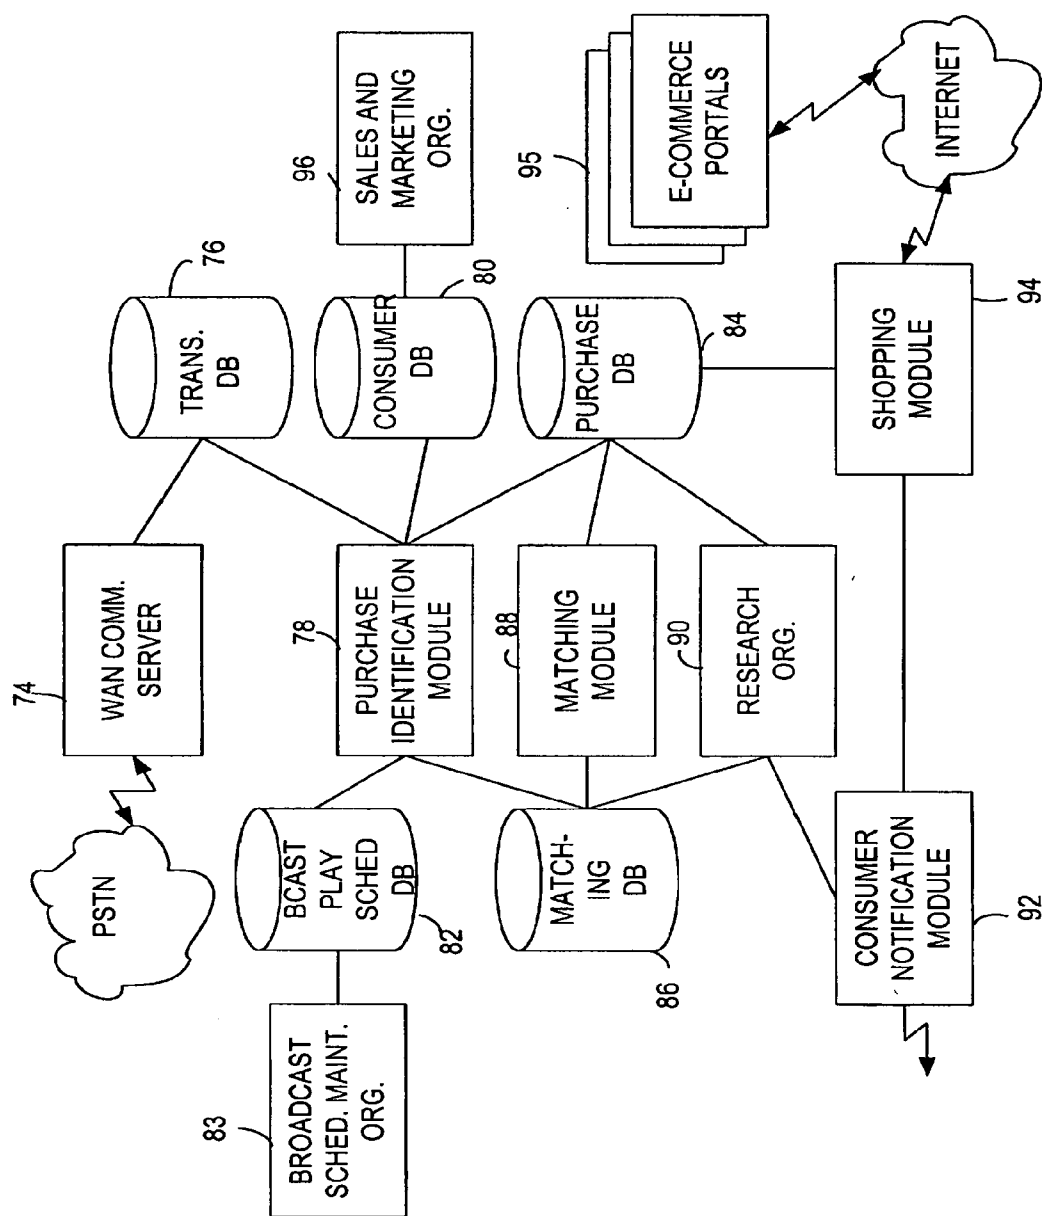 SALES AND
MARKETING
ORG.
96
E-COMMERCE
PORTALS
95
INTERNET
TRANS.
DB
76
CONSUMER
DB
80
PURCHASE
DB
84
SHOPPING
MODULE
94
WAN COMM.
SERVER
74
PURCHASE
IDENTIFICATION
MODULE
78
MATCHING
MODULE
88
RESEARCH
ORG.
90
PSTN
BCAST
PLAY
SCHED
DB
82
MATCH-
ING
DB
86
CONSUMER
NOTIFICATION
MODULE
92
BROADCAST
SCHED. MAINT.
ORG.
83